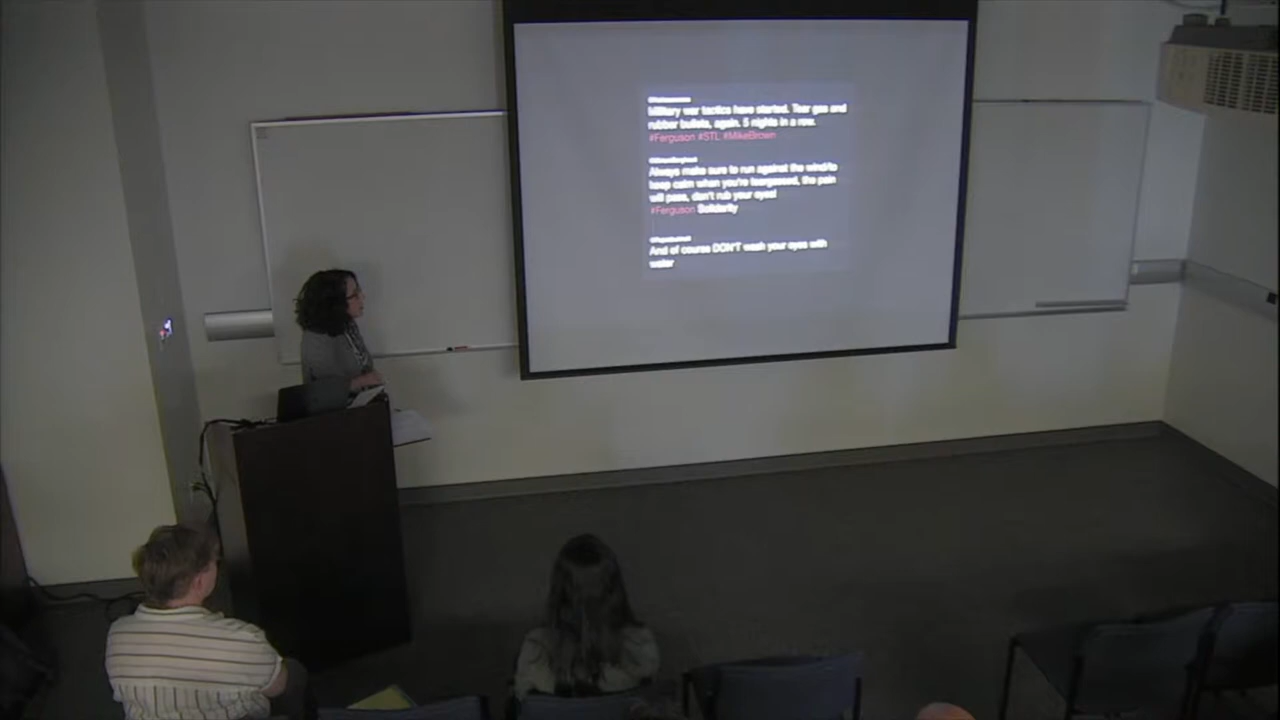 Military war tactics have started. Tear gas and
rubber bullets, again. 5 nights in a row.
#Ferguson #STL #MikeBrown
Always make sure to run against the wind/to
keep calm when you're teargassed, the pain
will pass, don't rub your eyes!
#Ferguson Solidarity
And of course DON'T wash your eyes with
water